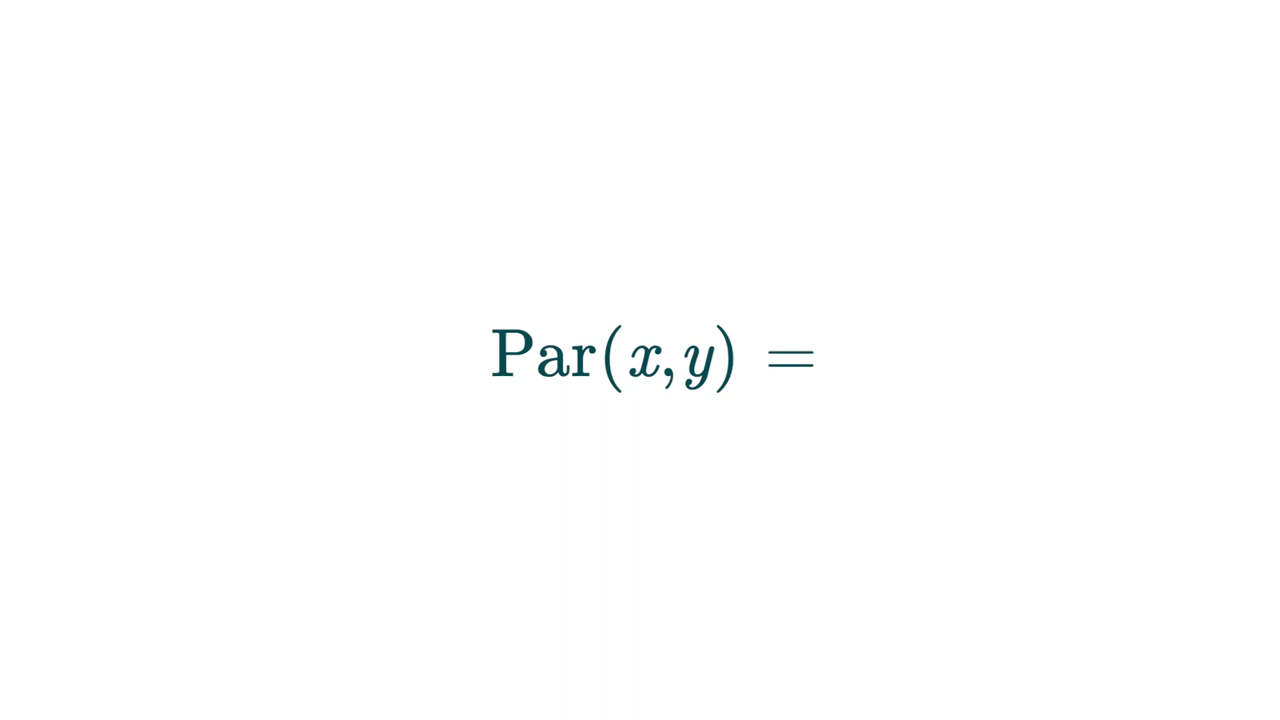 Par(x, y) =